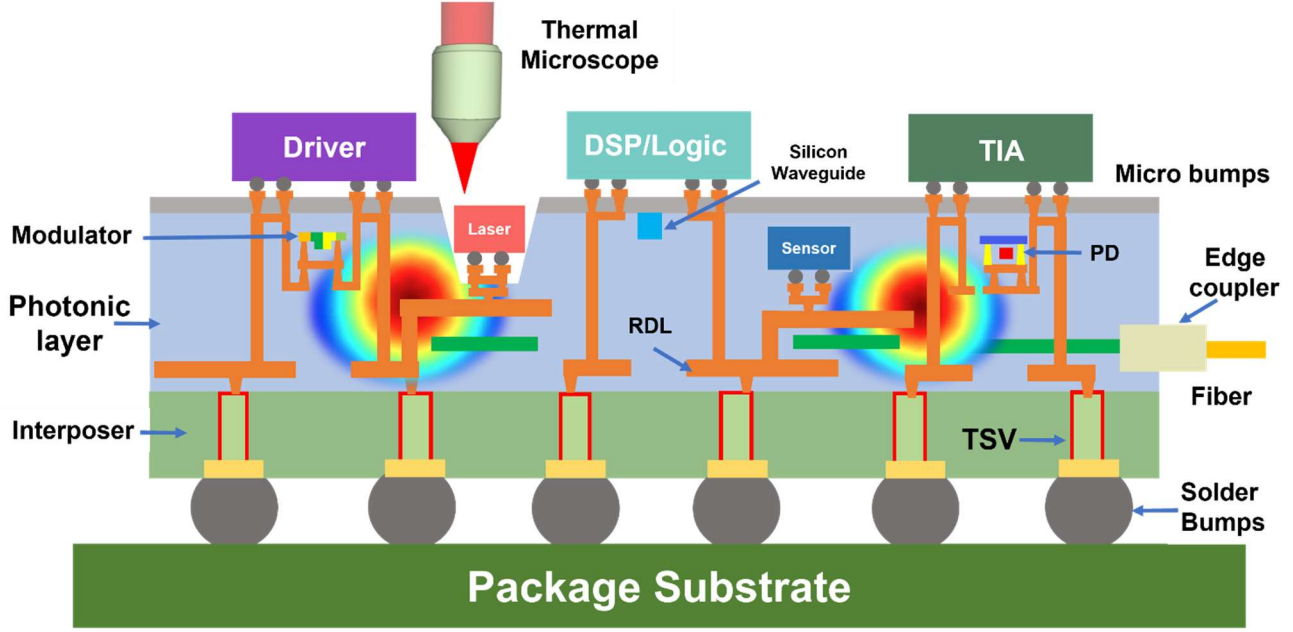 Thermal
Microscope
Driver
DSP/Logic
Silicon
Waveguide
TIA
Micro bumps
Modulator
Laser
Sensor
PD
Edge
coupler
Photonic
layer
RDL
Fiber
Interposer
TSV
Solder
Bumps
Package Substrate